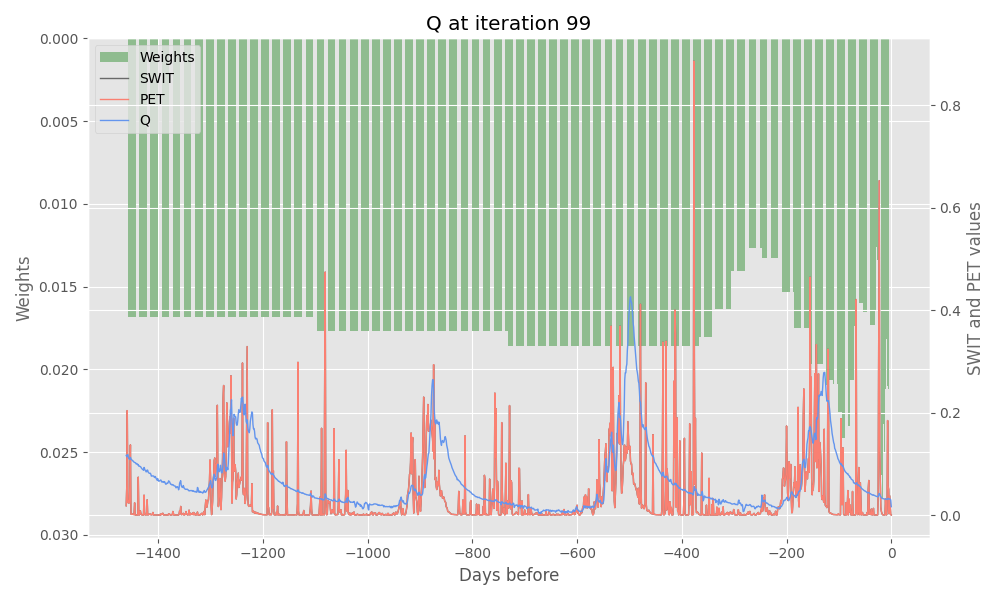 Q at iteration 99
Weights
SWIT
PET
Q
0.000
0.005
0.010
0.015
0.020
0.025
0.030
Weights
0.8
0.6
0.4
0.2
0.0
SWIT and PET values
−1400
−1200
−1000
−800
−600
−400
−200
0
Days before